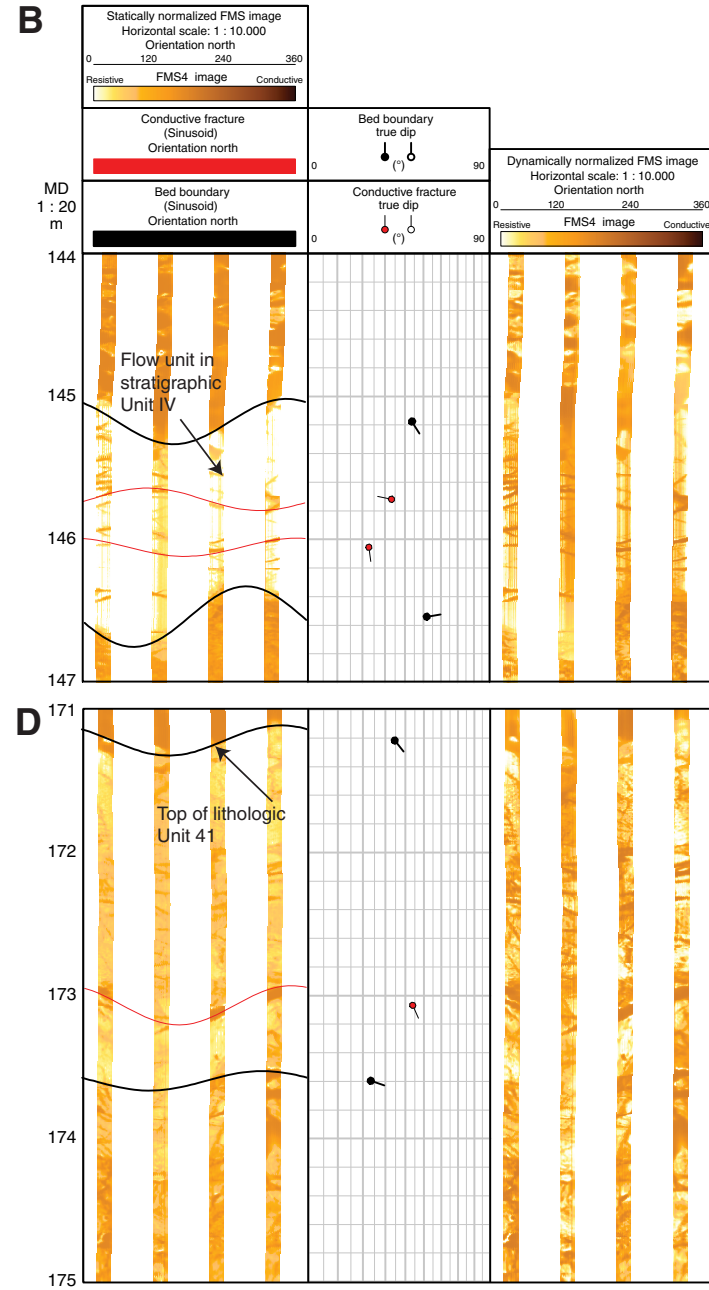 B
Statically normalized FMS image
Horizontal scale: 1 : 10.000
Orientation north
0 120 240 360
Resistive FMS4 image Conductive
Conductive fracture
(Sinusoid)
Orientation north
Bed boundary
(Sinusoid)
Orientation north
Bed boundary
true dip
0 (°) 90
Conductive fracture
true dip
0 (°) 90
Dynamically normalized FMS image
Horizontal scale: 1 : 10.000
Orientation north
0 120 240 360
Resistive FMS4 image Conductive
MD
1 : 20
m
144
145
146
147
Flow unit in
stratigraphic
Unit IV
D
171
172
173
174
175
Top of lithologic
Unit 41